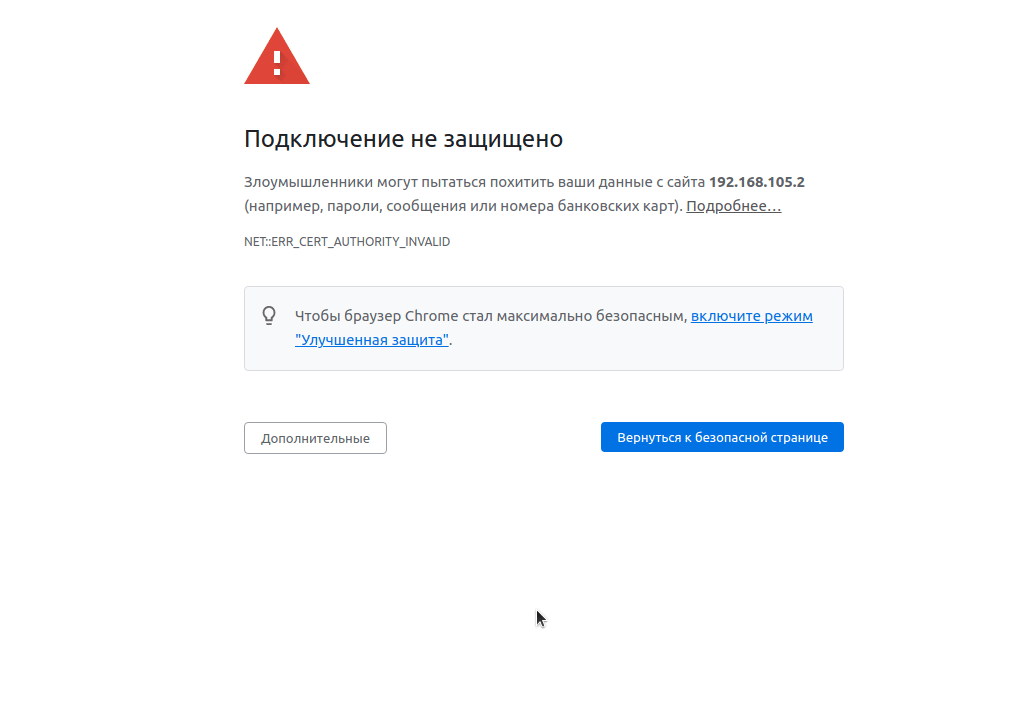 Подключение не защищено
Злоумышленники могут пытаться похитить ваши данные с сайта 192.168.105.2
(например, пароли, сообщения или номера банковских карт). Подробнее…
NET::ERR_CERT_AUTHORITY_INVALID
Чтобы браузер Chrome стал максимально безопасным, включите режим
"Улучшенная защита".
Дополнительные
Вернуться к безопасной странице